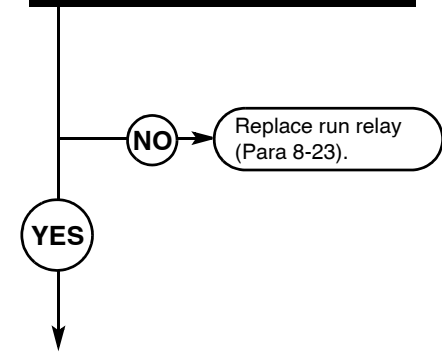 NO
Replace run relay
(Para 8-23).
YES